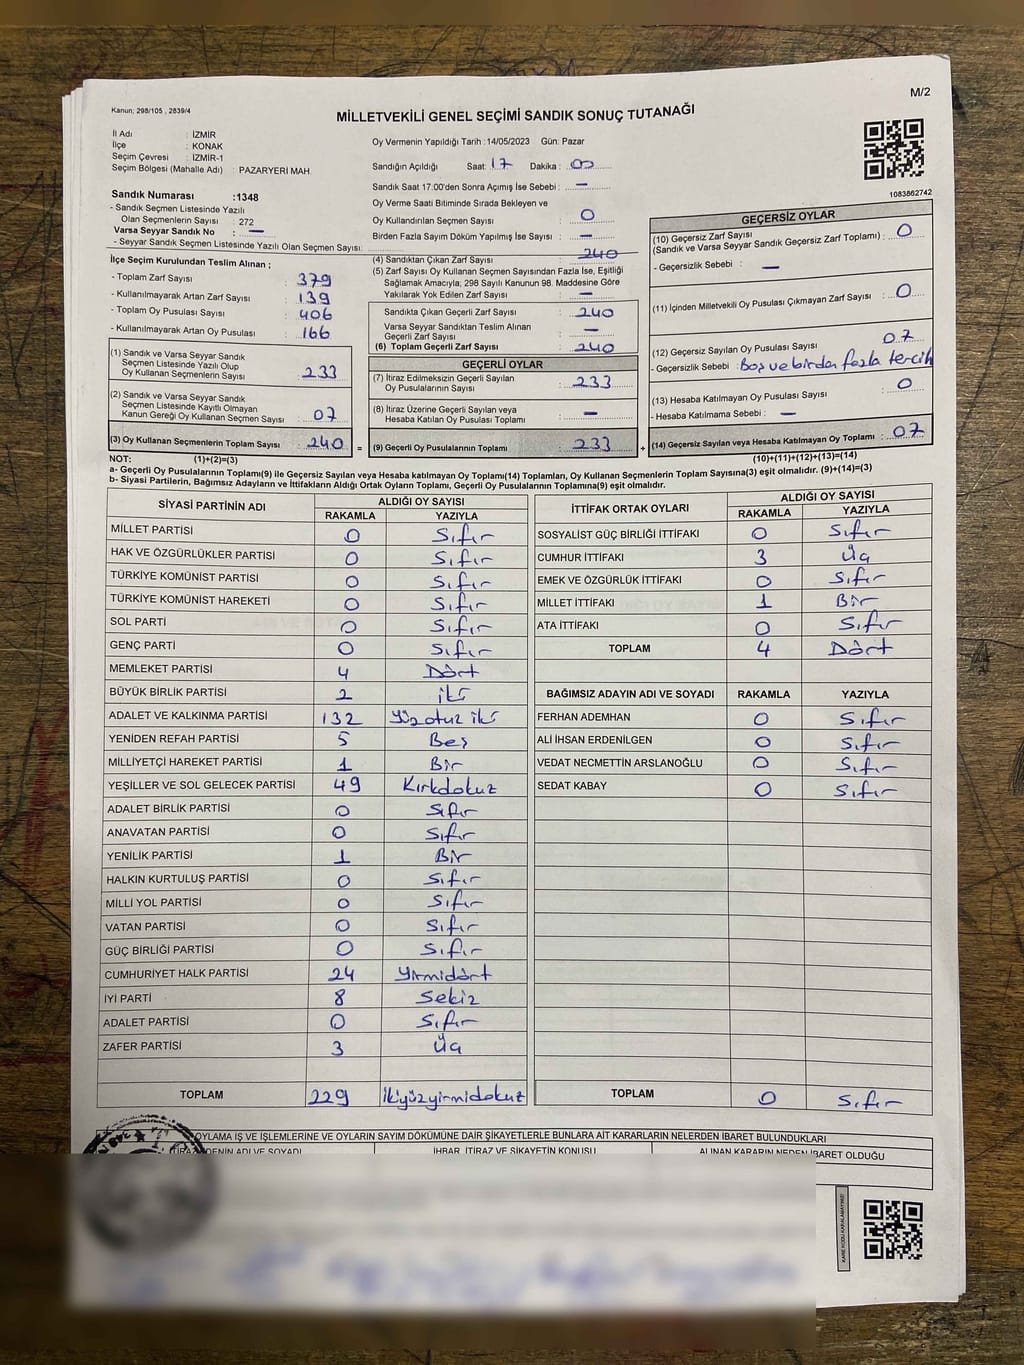 M/2
Kanun; 298/105 , 2839/4
MİLLETVEKİLİ GENEL SEÇİMİ SANDIK SONUÇ TUTANAĞI
İl Adı : İZMİR
İlçe : KONAK
Seçim Çevresi : İZMİR-1
Seçim Bölgesi (Mahalle Adı) : PAZARYERİ MAH.
Sandık Numarası :1348
- Sandık Seçmen Listesinde Yazılı
Olan Seçmenlerin Sayısı : 272
Varsa Seyyar Sandık No : —
- Seyyar Sandık Seçmen Listesinde Yazılı Olan Seçmen Sayısı:
Oy Vermenin Yapıldığı Tarih : 14/05/2023 Gün: Pazar
Sandığın Açıldığı Saat: 17 Dakika : 00
Sandık Saat 17:00'den Sonra Açımış İse Sebebi : —
Oy Verme Saati Bitiminde Sırada Bekleyen ve
Oy Kullandırılan Seçmen Sayısı : 0
Birden Fazla Sayım Döküm Yapılmış İse Sayısı : —
1083862742
İlçe Seçim Kurulundan Teslim Alınan ;
- Toplam Zarf Sayısı : 379
- Kullanılmayarak Artan Zarf Sayısı : 139
- Toplam Oy Pusulası Sayısı : 406
- Kullanılmayarak Artan Oy Pusulası : 166
(1) Sandık ve Varsa Seyyar Sandık
Seçmen Listesinde Yazılı Olup
Oy Kullanan Seçmenlerin Sayısı : 233
(2) Sandık ve Varsa Seyyar Sandık
Seçmen Listesinde Kayıtlı Olmayan
Kanun Gereği Oy Kullanan Seçmen Sayısı : 07
(3) Oy Kullanan Seçmenlerin Toplam Sayısı : 240
(4) Sandıktan Çıkan Zarf Sayısı : 240
(5) Zarf Sayısı Oy Kullanan Seçmen Sayısından Fazla İse, Eşitliği
Sağlamak Amacıyla; 298 Sayılı Kanunun 98. Maddesine Göre
Yakılarak Yok Edilen Zarf Sayısı : —
Sandıkta Çıkan Geçerli Zarf Sayısı : 240
Varsa Seyyar Sandıktan Teslim Alınan
Geçerli Zarf Sayısı : —
(6) Toplam Geçerli Zarf Sayısı : 240
GEÇERLİ OYLAR
(7) İtiraz Edilmeksizin Geçerli Sayılan
Oy Pusulasının Sayısı : 233
(8) İtiraz Üzerine Geçerli Sayılan veya
Hesaba Katılan Oy Pusulası Toplamı : —
= (9) Geçerli Oy Pusulalarının Toplamı : 233 +
GEÇERSİZ OYLAR
(10) Geçersiz Zarf Sayısı
(Sandık ve Varsa Seyyar Sandık Geçersiz Zarf Toplamı) : 0
- Geçersizlik Sebebi : —
(11) İçinden Milletvekili Oy Pusulası Çıkmayan Zarf Sayısı : 0
(12) Geçersiz Sayılan Oy Pusulası Sayısı : 07
- Geçersizlik Sebebi : Boş ve birden fazla tercih
(13) Hesaba Katılmayan Oy Pusulası Sayısı : 0
- Hesaba Katılmama Sebebi : —
(14) Geçersiz Sayılan veya Hesaba Katılmayan Oy Toplamı : 07
NOT: (1)+(2)=(3) (10)+(11)+(12)+(13)=(14)
a- Geçerli Oy Pusulalarının Toplamı(9) ile Geçersiz Sayılan veya Hesaba katılmayan Oy Toplamı(14) Toplamları, Oy Kullanan Seçmenlerin Toplam Sayısına(3) eşit olmalıdır. (9)+(14)=(3)
b- Siyasi Partilerin, Bağımsız Adayların ve İttifakların Aldığı Ortak Oyların Toplamı, Geçerli Oy Pusulalarının Toplamına(9) eşit olmalıdır.
SİYASİ PARTİNİN ADI ALDIĞI OY SAYISI
RAKAMLA YAZIYLA
MİLLET PARTİSİ 0 Sıfır
HAK VE ÖZGÜRLÜKLER PARTİSİ 0 Sıfır
TÜRKİYE KOMÜNİST PARTİSİ 0 Sıfır
TÜRKİYE KOMÜNİST HAREKETİ 0 Sıfır
SOL PARTİ 0 Sıfır
GENÇ PARTİ 0 Sıfır
MEMLEKET PARTİSİ 4 Dört
BÜYÜK BİRLİK PARTİSİ 2 iki
ADALET VE KALKINMA PARTİSİ 132 Yüzotuz iki
YENİDEN REFAH PARTİSİ 5 Beş
MİLLİYETÇİ HAREKET PARTİSİ 1 Bir
YEŞİLLER VE SOL GELECEK PARTİSİ 49 Kırkdokuz
ADALET BİRLİK PARTİSİ 0 Sıfır
ANAVATAN PARTİSİ 0 Sıfır
YENİLİK PARTİSİ 1 Bir
HALKIN KURTULUŞ PARTİSİ 0 Sıfır
MİLLİ YOL PARTİSİ 0 Sıfır
VATAN PARTİSİ 0 Sıfır
GÜÇ BİRLİĞİ PARTİSİ 0 Sıfır
CUMHURİYET HALK PARTİSİ 24 Yirmidört
İYİ PARTİ 8 Sekiz
ADALET PARTİSİ 0 Sıfır
ZAFER PARTİSİ 3 Üç
TOPLAM 229 ikiyüzyirmidokuz
İTTİFAK ORTAK OYLARI ALDIĞI OY SAYISI
RAKAMLA YAZIYLA
SOSYALİST GÜÇ BİRLİĞİ İTTİFAKI 0 Sıfır
CUMHUR İTTİFAKI 3 Üç
EMEK VE ÖZGÜRLÜK İTTİFAKI 0 Sıfır
MİLLET İTTİFAKI 1 Bir
ATA İTTİFAKI 0 Sıfır
TOPLAM 4 Dört
BAĞIMSIZ ADAYIN ADI VE SOYADI RAKAMLA YAZIYLA
FERHAN ADEMHAN 0 Sıfır
ALİ İHSAN ERDENİLGEN 0 Sıfır
VEDAT NECMETTİN ARSLANOĞLU 0 Sıfır
SEDAT KABAY 0 Sıfır
TOPLAM 0 Sıfır
OYLAMA İŞ VE İŞLEMLERİNE VE OYLARIN SAYIM DÖKÜMÜNE DAİR ŞİKAYETLERLE BUNLARA AİT KARARLARIN NELERDEN İBARET BULUNDUKLARI
İTİRAZ EDENİN ADI VE SOYADI İHBAR, İTİRAZ VE ŞİKAYETİN KONUSU ALINAN KARARIN NEDEN İBARET OLDUĞU
KARE KODU KARALAMAYINIZ!